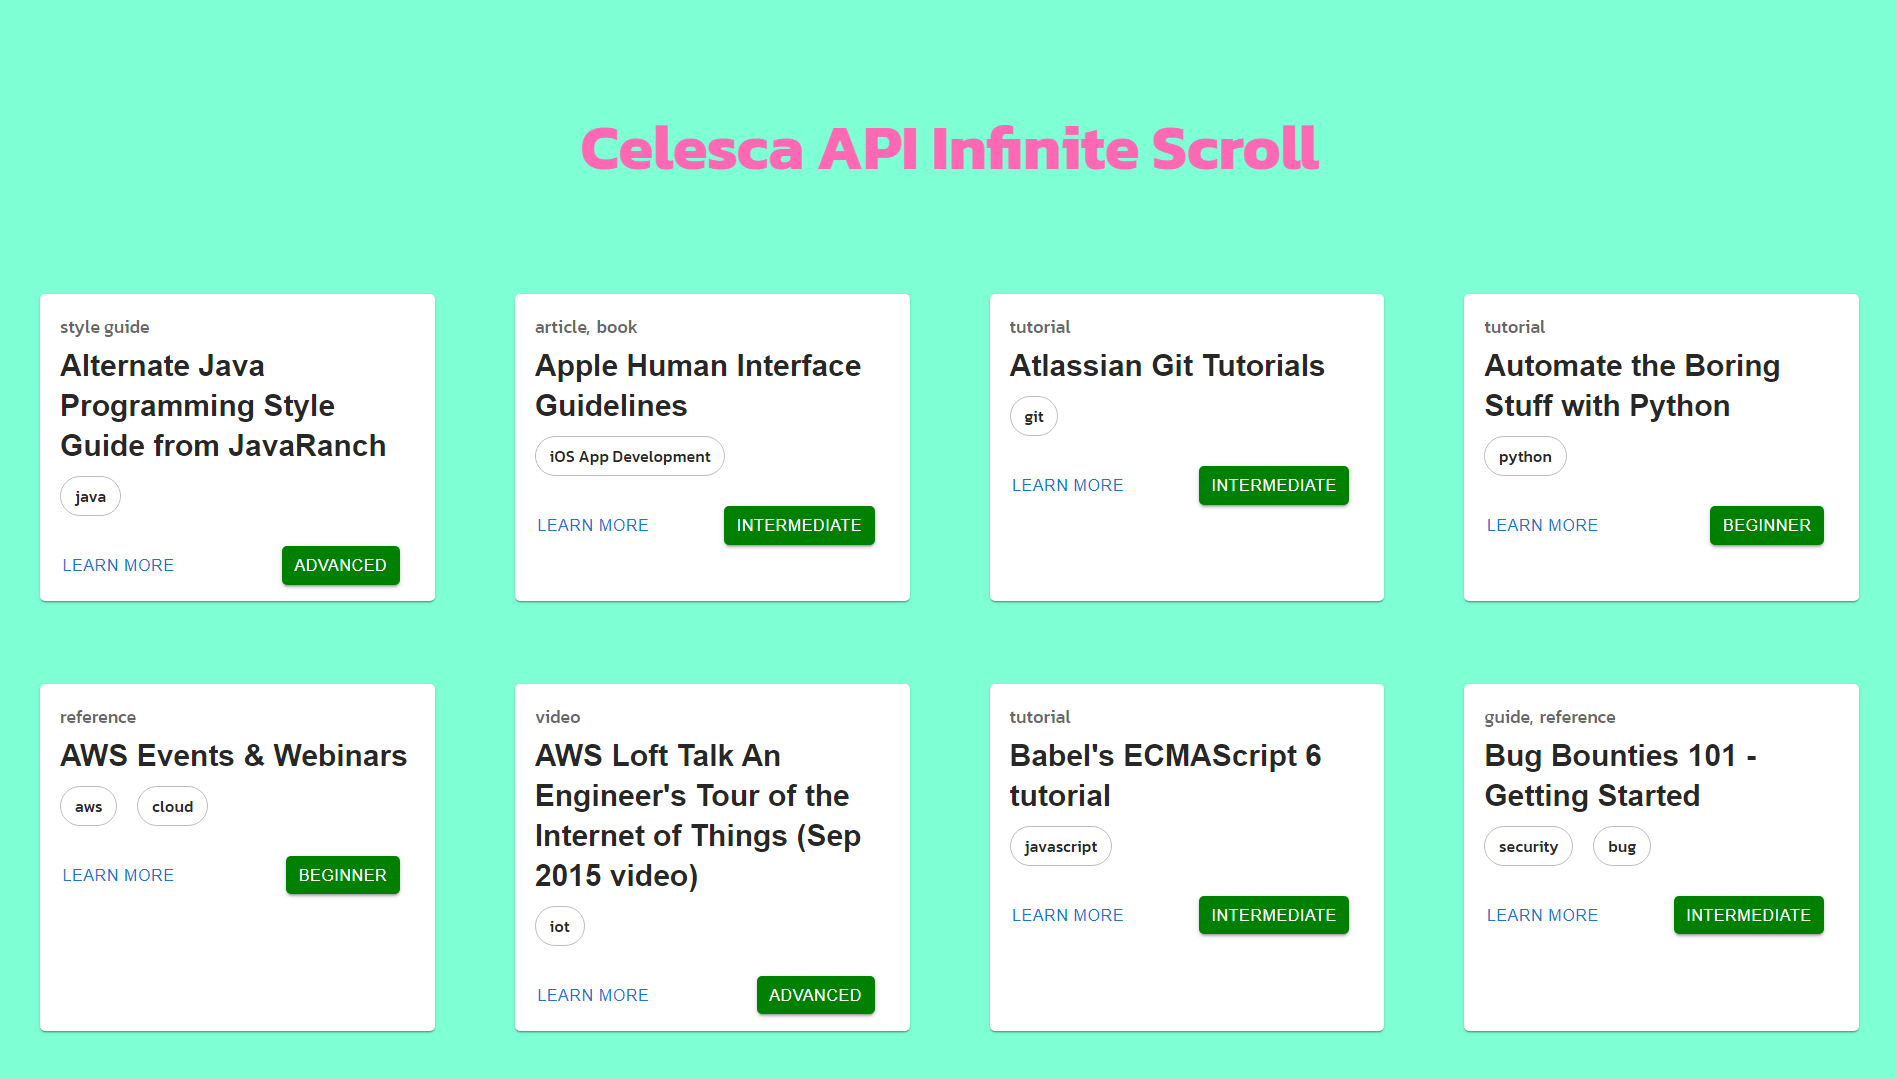 Celesca API Infinite Scroll
style guide
Alternate Java
Programming Style
Guide from JavaRanch
java
LEARN MORE
ADVANCED
article, book
Apple Human Interface
Guidelines
iOS App Development
LEARN MORE
INTERMEDIATE
tutorial
Atlassian Git Tutorials
git
LEARN MORE
INTERMEDIATE
tutorial
Automate the Boring
Stuff with Python
python
LEARN MORE
BEGINNER
reference
AWS Events & Webinars
aws
cloud
LEARN MORE
BEGINNER
video
AWS Loft Talk An
Engineer's Tour of the
Internet of Things (Sep
2015 video)
iot
LEARN MORE
ADVANCED
tutorial
Babel's ECMAScript 6
tutorial
javascript
LEARN MORE
INTERMEDIATE
guide, reference
Bug Bounties 101 -
Getting Started
security
bug
LEARN MORE
INTERMEDIATE